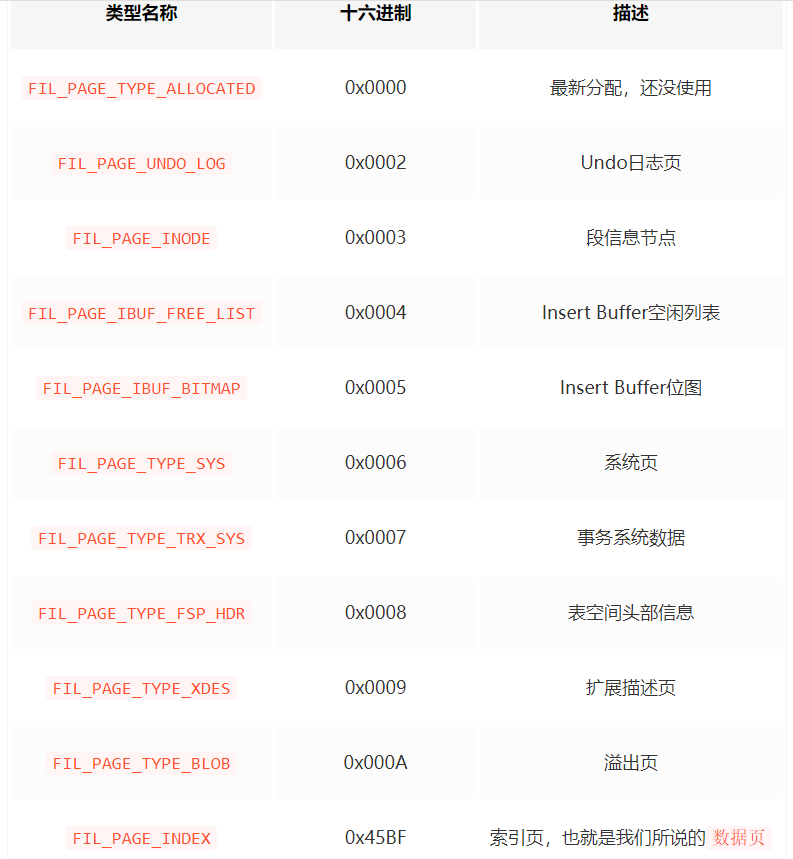 类型名称 十六进制 描述
FIL_PAGE_TYPE_ALLOCATED 0x0000 最新分配，还没使用
FIL_PAGE_UNDO_LOG 0x0002 Undo日志页
FIL_PAGE_INODE 0x0003 段信息节点
FIL_PAGE_IBUF_FREE_LIST 0x0004 Insert Buffer空闲列表
FIL_PAGE_IBUF_BITMAP 0x0005 Insert Buffer位图
FIL_PAGE_TYPE_SYS 0x0006 系统页
FIL_PAGE_TYPE_TRX_SYS 0x0007 事务系统数据
FIL_PAGE_TYPE_FSP_HDR 0x0008 表空间头部信息
FIL_PAGE_TYPE_XDES 0x0009 扩展描述页
FIL_PAGE_TYPE_BLOB 0x000A 溢出页
FIL_PAGE_INDEX 0x45BF 索引页，也就是我们所说的 数据页